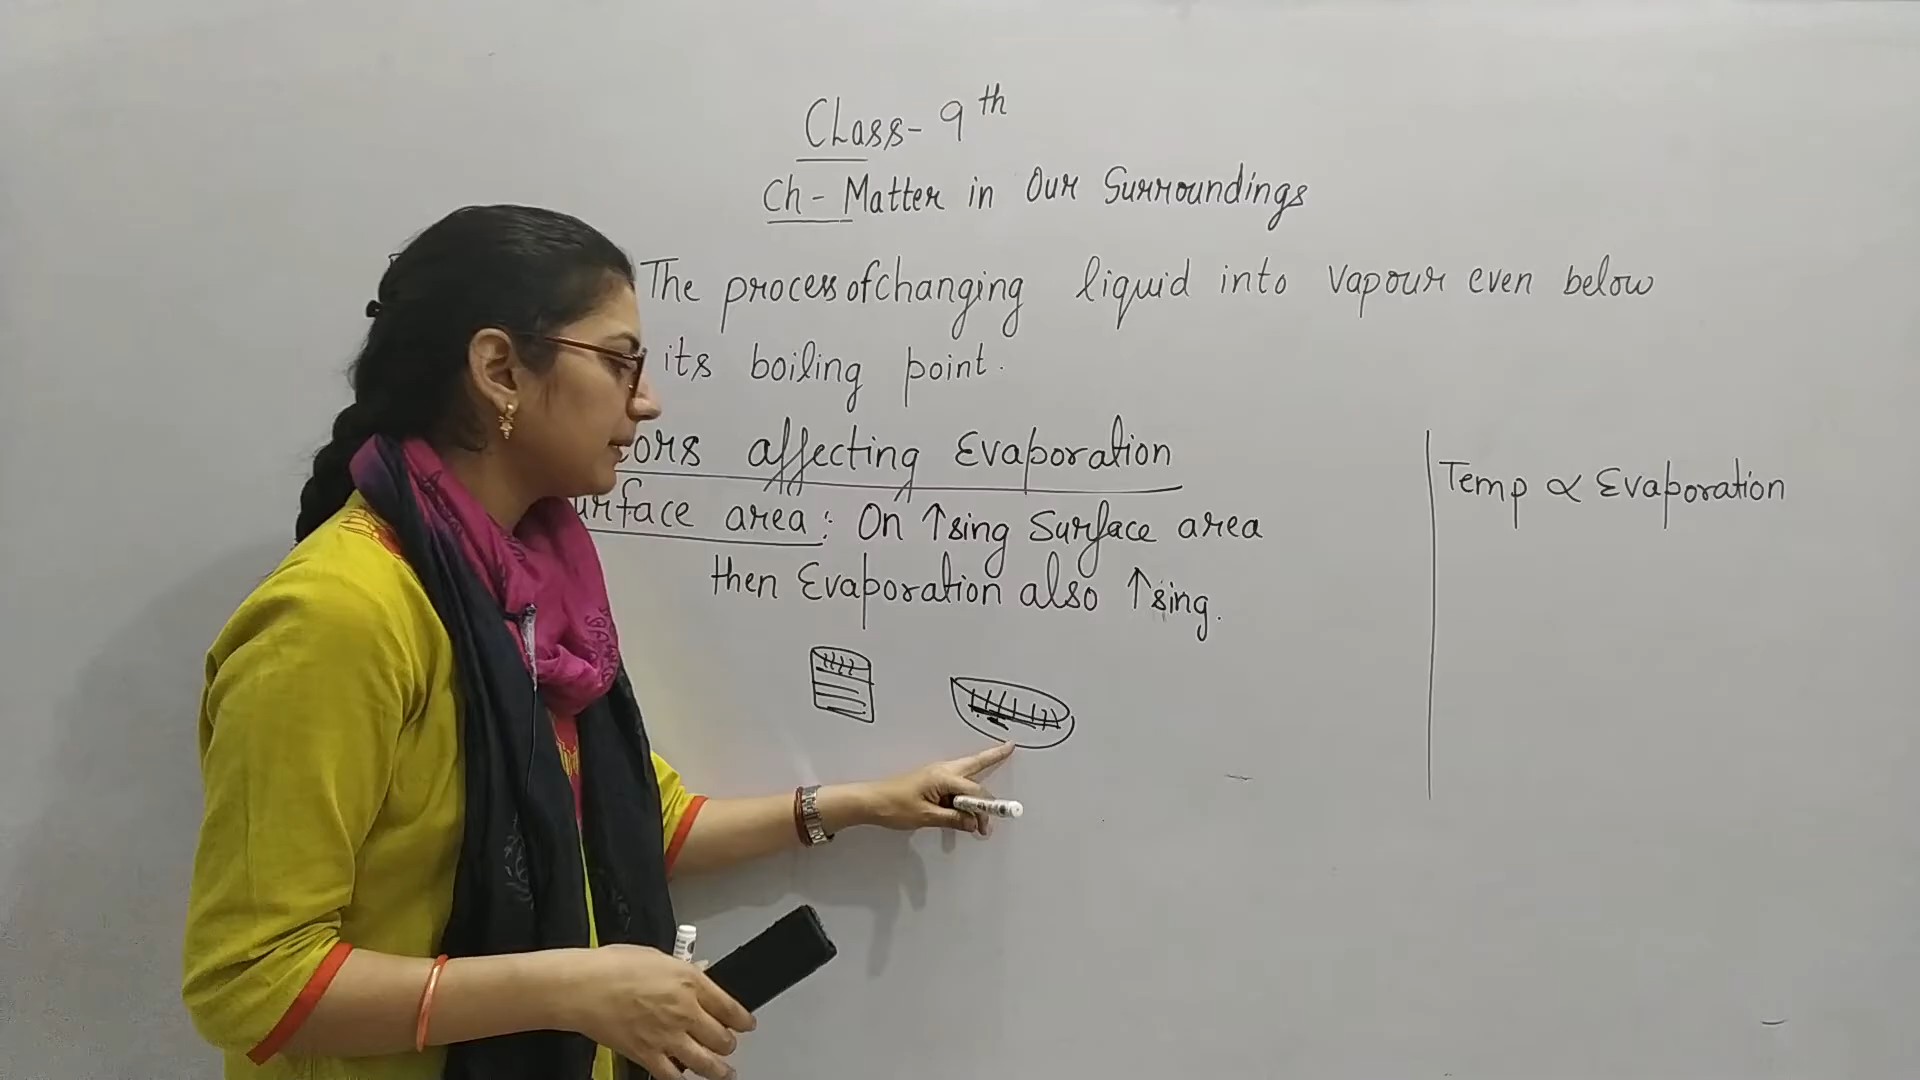 Class- 9th
Ch- Matter in Our Surroundings
The process of changing liquid into vapour even below
its boiling point.
affecting Evaporation
area: On ↑sing Surface area
then Evaporation also ↑sing.
Temp ∝ Evaporation